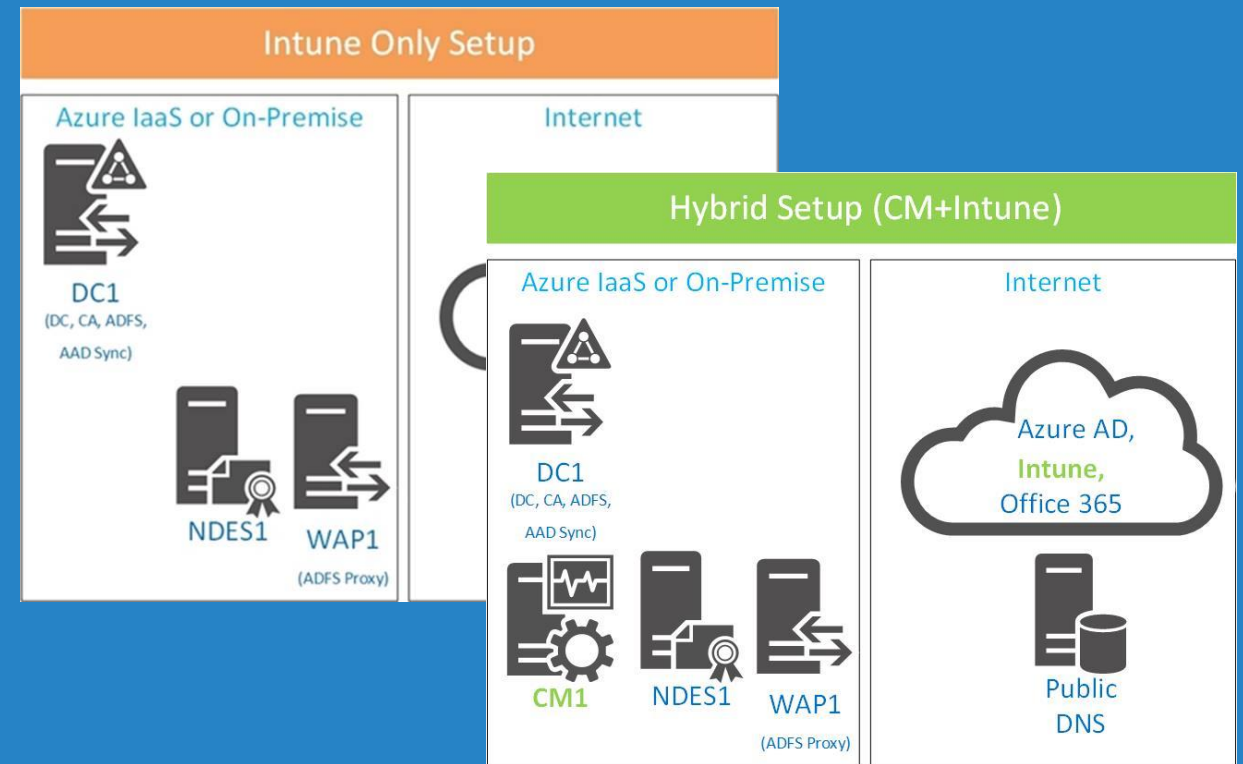 Intune Only Setup
Azure IaaS or On-Premise
Internet
DC1
(DC, CA, ADFS,
AAD Sync)
NDES1
WAP1
(ADFS Proxy)
Hybrid Setup (CM+Intune)
Azure IaaS or On-Premise
Internet
DC1
(DC, CA, ADFS,
AAD Sync)
Azure AD,
Intune,
Office 365
CM1
NDES1
WAP1
(ADFS Proxy)
Public
DNS